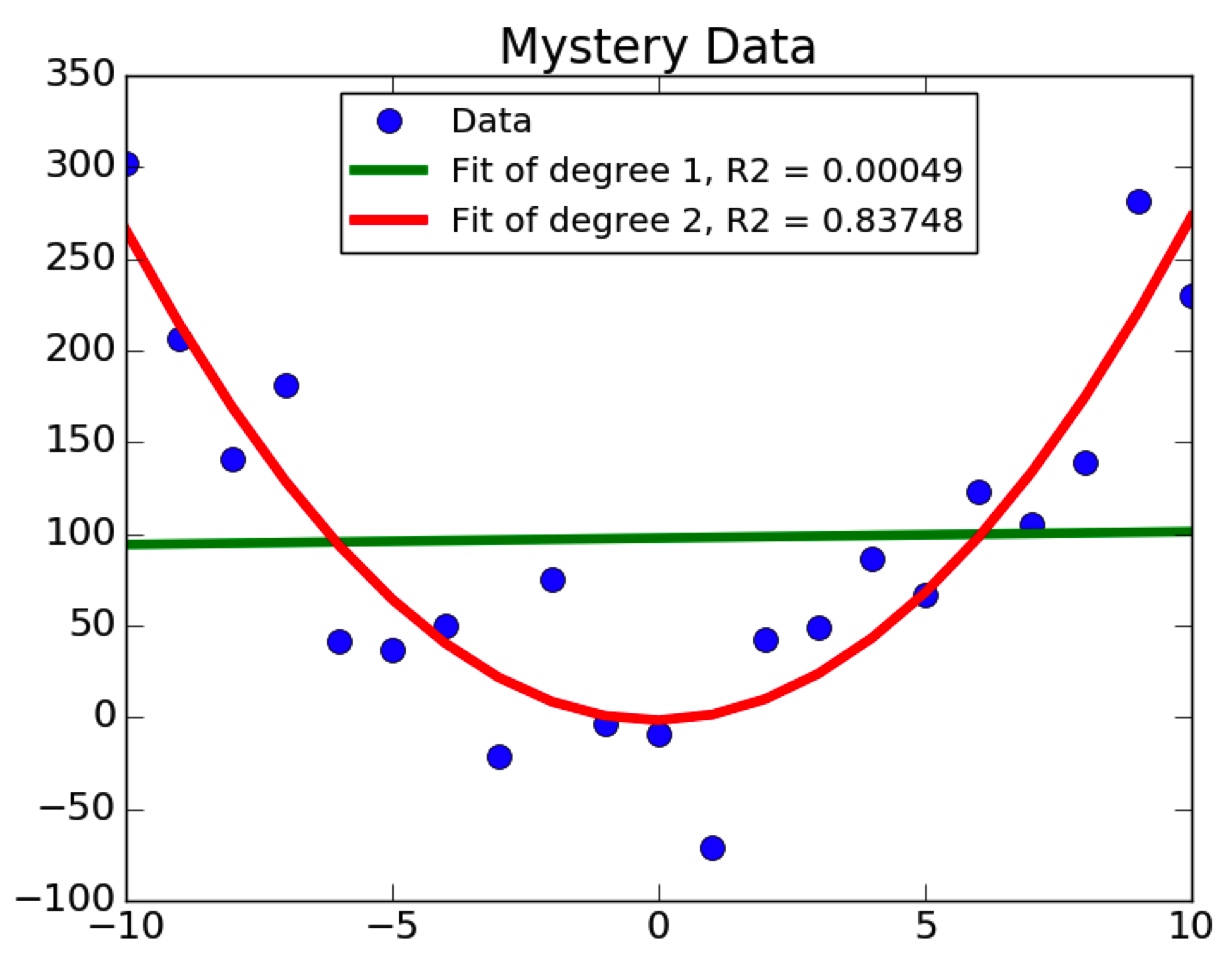 Mystery Data
350
300
250
200
150
100
50
0
−50
−100
Data
Fit of degree 1, R2 = 0.00049
Fit of degree 2, R2 = 0.83748
−10 −5 0 5 10